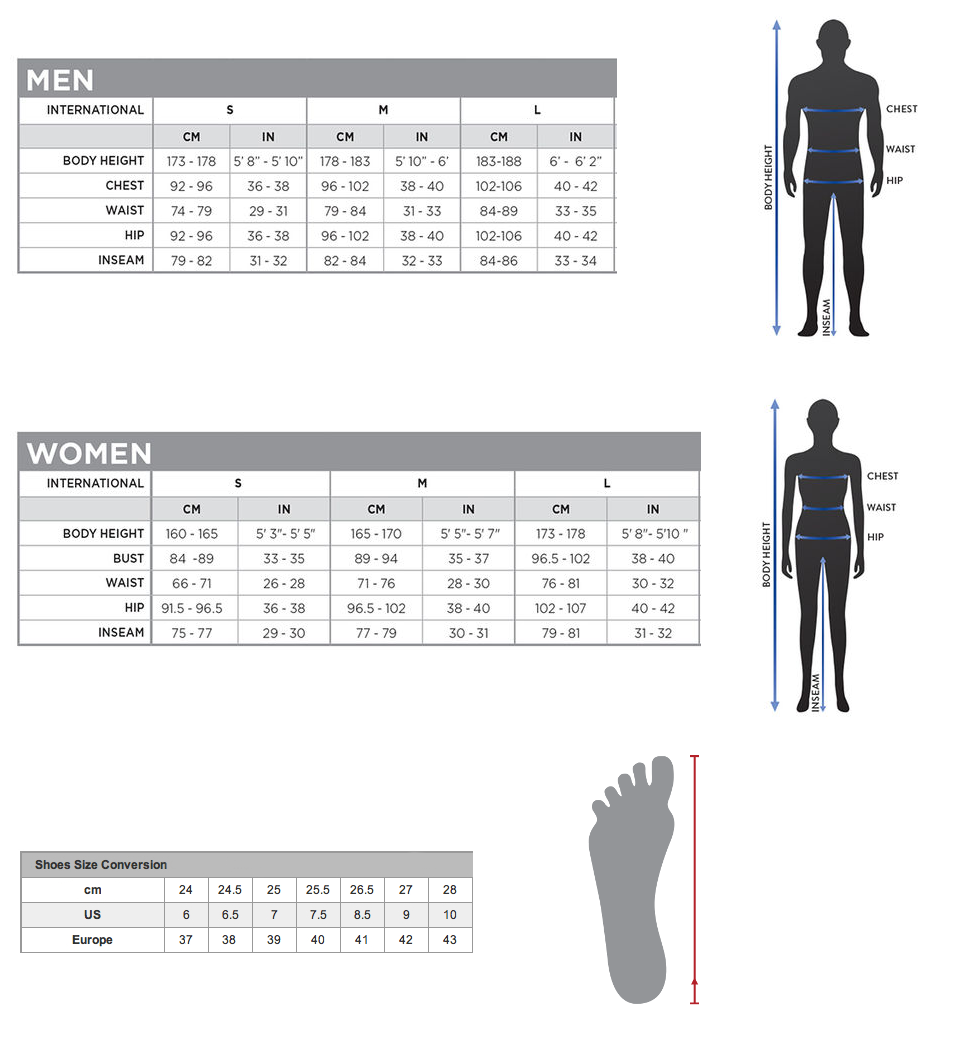 MEN
INTERNATIONAL S M L
CM IN CM IN CM IN
BODY HEIGHT 173 - 178 5' 8" - 5' 10" 178 - 183 5' 10" - 6' 183-188 6' - 6' 2"
CHEST 92 - 96 36 - 38 96 - 102 38 - 40 102-106 40 - 42
WAIST 74 - 79 29 - 31 79 - 84 31 - 33 84-89 33 - 35
HIP 92 - 96 36 - 38 96 - 102 38 - 40 102-106 40 - 42
INSEAM 79 - 82 31 - 32 82 - 84 32 - 33 84-86 33 - 34
CHEST
WAIST
HIP
BODY HEIGHT
INSEAM
WOMEN
INTERNATIONAL S M L
CM IN CM IN CM IN
BODY HEIGHT 160 - 165 5' 3"- 5' 5" 165 - 170 5' 5"- 5' 7" 173 - 178 5' 8"- 5'10 "
BUST 84 -89 33 - 35 89 - 94 35 - 37 96.5 - 102 38 - 40
WAIST 66 - 71 26 - 28 71 - 76 28 - 30 76 - 81 30 - 32
HIP 91.5 - 96.5 36 - 38 96.5 - 102 38 - 40 102 - 107 40 - 42
INSEAM 75 - 77 29 - 30 77 - 79 30 - 31 79 - 81 31 - 32
CHEST
WAIST
HIP
BODY HEIGHT
INSEAM
Shoes Size Conversion
cm 24 24.5 25 25.5 26.5 27 28
US 6 6.5 7 7.5 8.5 9 10
Europe 37 38 39 40 41 42 43